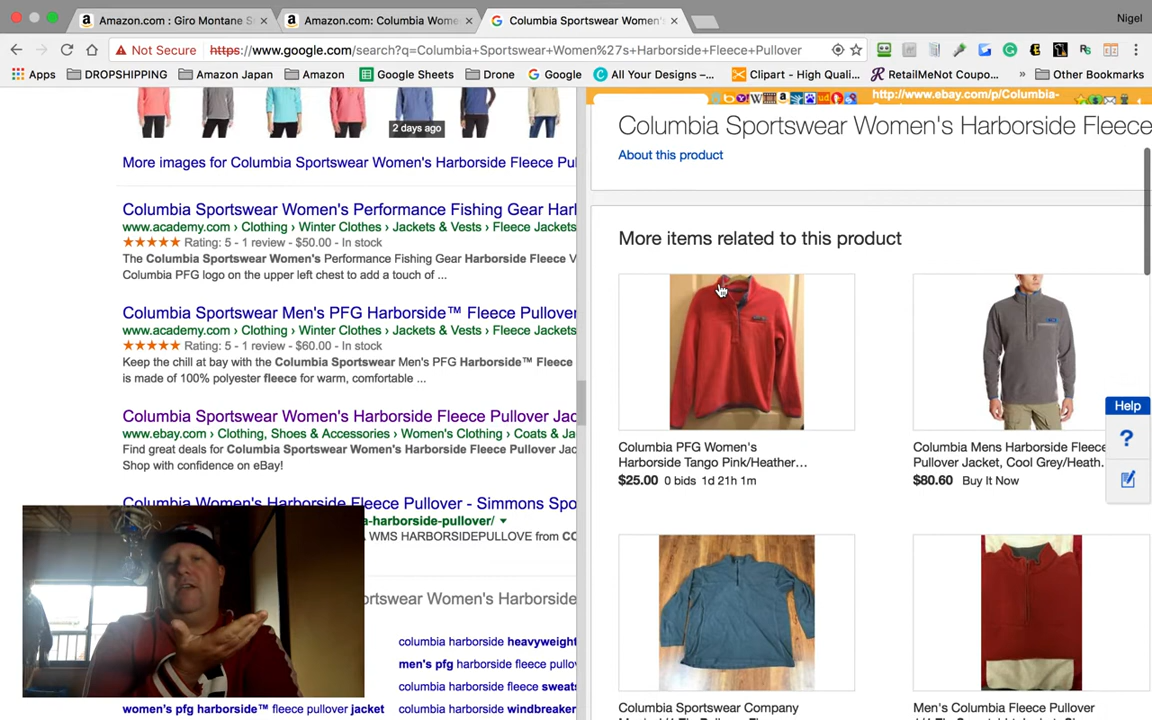 Amazon.com : Giro Montane S
Amazon.com: Columbia Wome
Columbia Sportswear Women's
Nigel
Not Secure
https://www.google.com/search?q=Columbia+Sportswear+Women%27s+Harborside+Fleece+Pullover
Apps
DROPSHIPPING
Amazon Japan
Amazon
Google Sheets
Drone
Google
All Your Designs –...
Clipart - High Quali...
RetailMeNot Coupo...
»
Other Bookmarks
2 days ago
More images for Columbia Sportswear Women's Harborside Fleece Pul
Columbia Sportswear Women's Performance Fishing Gear Harl
www.academy.com › Clothing › Winter Clothes › Jackets & Vests › Fleece Jackets
Rating: 5 - 1 review - $50.00 - In stock
The Columbia Sportswear Women's Performance Fishing Gear Harborside Fleece V
Columbia PFG logo on the upper left chest to add a touch of ...
Columbia Sportswear Men's PFG Harborside™ Fleece Pullover
www.academy.com › Clothing › Winter Clothes › Jackets & Vests › Fleece Jackets
Rating: 5 - 1 review - $60.00 - In stock
Keep the chill at bay with the Columbia Sportswear Men's PFG Harborside™ Fleece
is made of 100% polyester fleece for warm, comfortable ...
Columbia Sportswear Women's Harborside Fleece Pullover Jac
www.ebay.com › Clothing, Shoes & Accessories › Women's Clothing › Coats & Ja
Find great deals for Columbia Sportswear Women's Harborside Fleece Pullover Jac
Shop with confidence on eBay!
Columbia Women's Harborside Fleece Pullover - Simmons Spo
a-harborside-pullover/
WMS HARBORSIDEPULLOVE from CO
ortswear Women's Harborside
columbia harborside heavyweight
men's pfg harborside fleece pullov
columbia harborside fleece sweats
women's pfg harborside™ fleece pullover jacket
columbia harborside windbreaker
http://www.ebay.com/p/Columbia-
Columbia Sportswear Women's Harborside Fleece
About this product
More items related to this product
Columbia PFG Women's
Harborside Tango Pink/Heather...
$25.00 0 bids 1d 21h 1m
Columbia Mens Harborside Fleece
Pullover Jacket, Cool Grey/Heath.
$80.60 Buy It Now
Help
?
Columbia Sportswear Company
Men's Columbia Fleece Pullover